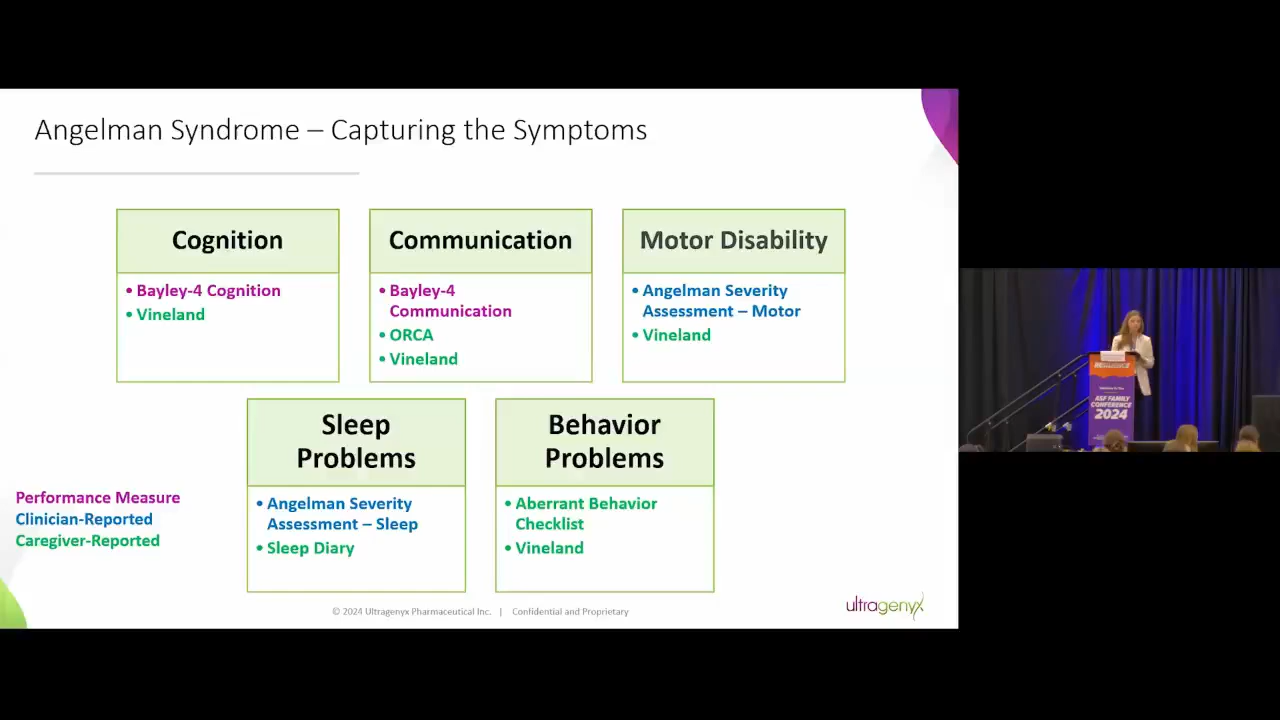 Angelman Syndrome – Capturing the Symptoms
Cognition
• Bayley-4 Cognition
• Vineland
Communication
• Bayley-4
Communication
• ORCA
• Vineland
Motor Disability
• Angelman Severity
Assessment – Motor
• Vineland
Sleep
Problems
• Angelman Severity
Assessment – Sleep
• Sleep Diary
Behavior
Problems
• Aberrant Behavior
Checklist
• Vineland
Performance Measure
Clinician-Reported
Caregiver-Reported
© 2024 Ultragenyx Pharmaceutical Inc. | Confidential and Proprietary
ultragenyx
ASF FAMILY
CONFERENCE
2024